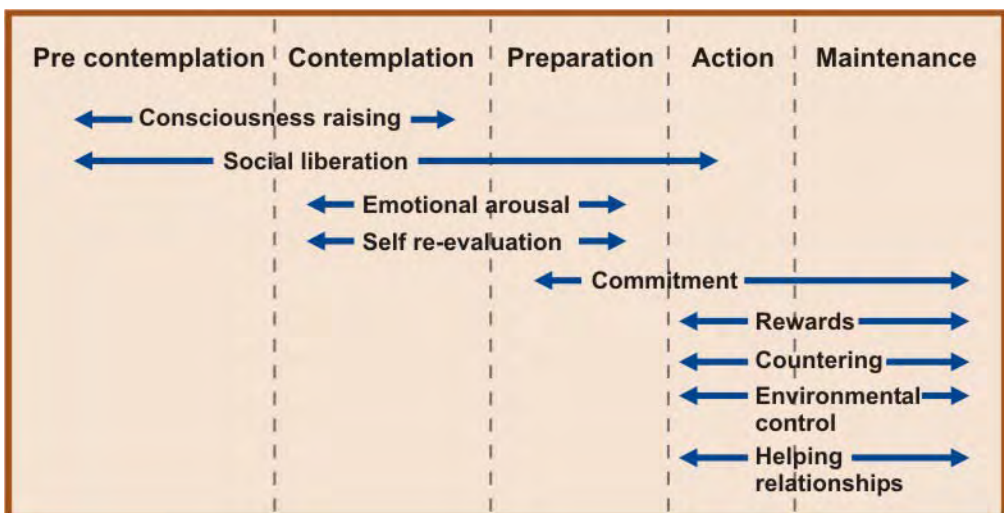 Pre contemplation Contemplation Preparation Action Maintenance
Consciousness raising
Social liberation
Emotional arousal
Self re-evaluation
Commitment
Rewards
Countering
Environmental
control
Helping
relationships